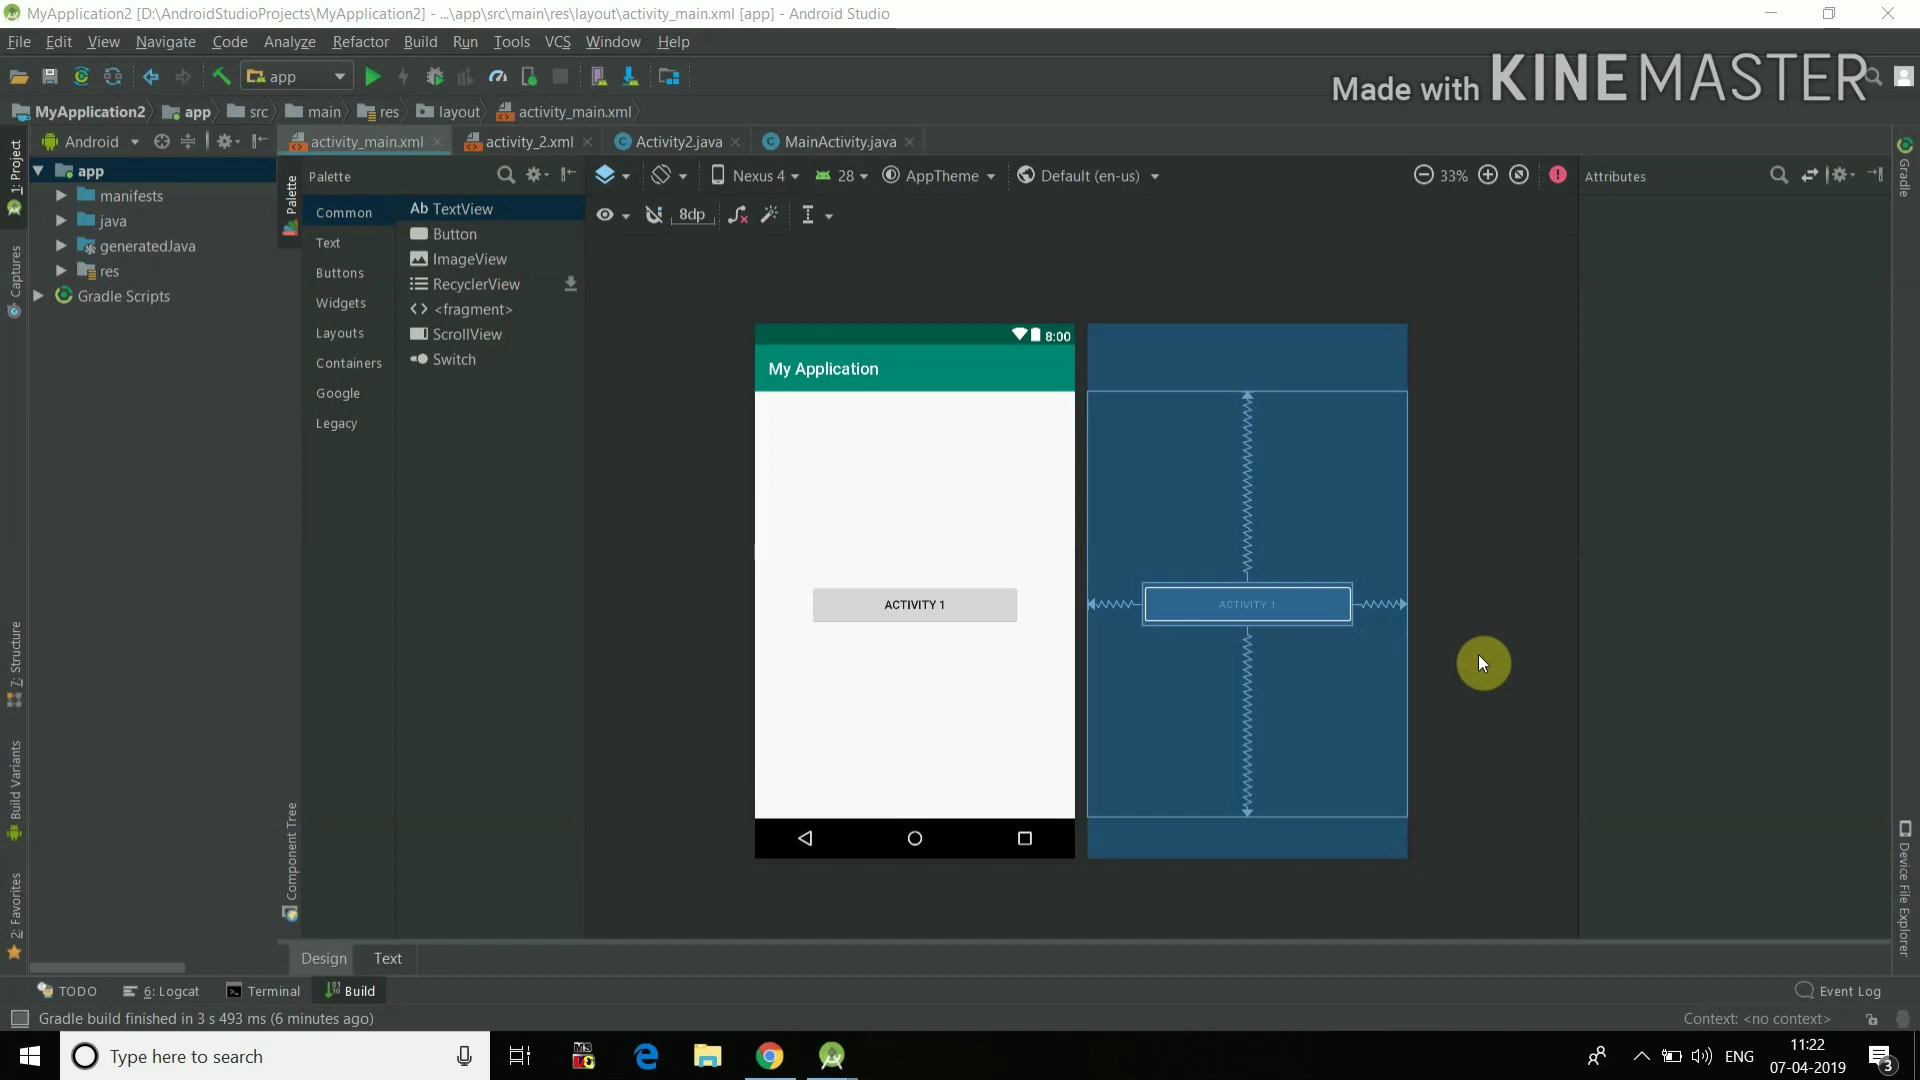 MyApplication2 [D:\AndroidStudioProjects\MyApplication2] - ...\app\src\main\res\layout\activity_main.xml [app] - Android Studio
File Edit View Navigate Code Analyze Refactor Build Run Tools VCS Window Help
app
Made with KINEMASTER
MyApplication2 app src main res layout activity_main.xml
Android
activity_main.xml activity_2.xml Activity2.java MainActivity.java
1: Project
Captures
7: Structure
Build Variants
2: Favorites
app
manifests
java
generatedJava
res
Gradle Scripts
Palette
Component Tree
Palette
Common
Text
Buttons
Widgets
Layouts
Containers
Google
Legacy
Ab TextView
Button
ImageView
RecyclerView
<fragment>
ScrollView
Switch
Nexus 4 28 AppTheme Default (en-us) 33%
8dp
Attributes
Gradle
Device File Explorer
8:00
My Application
ACTIVITY 1
ACTIVITY 1
Design Text
TODO 6: Logcat Terminal Build Event Log
Gradle build finished in 3 s 493 ms (6 minutes ago) Context: <no context>
Type here to search
ENG
11:22
07-04-2019
3